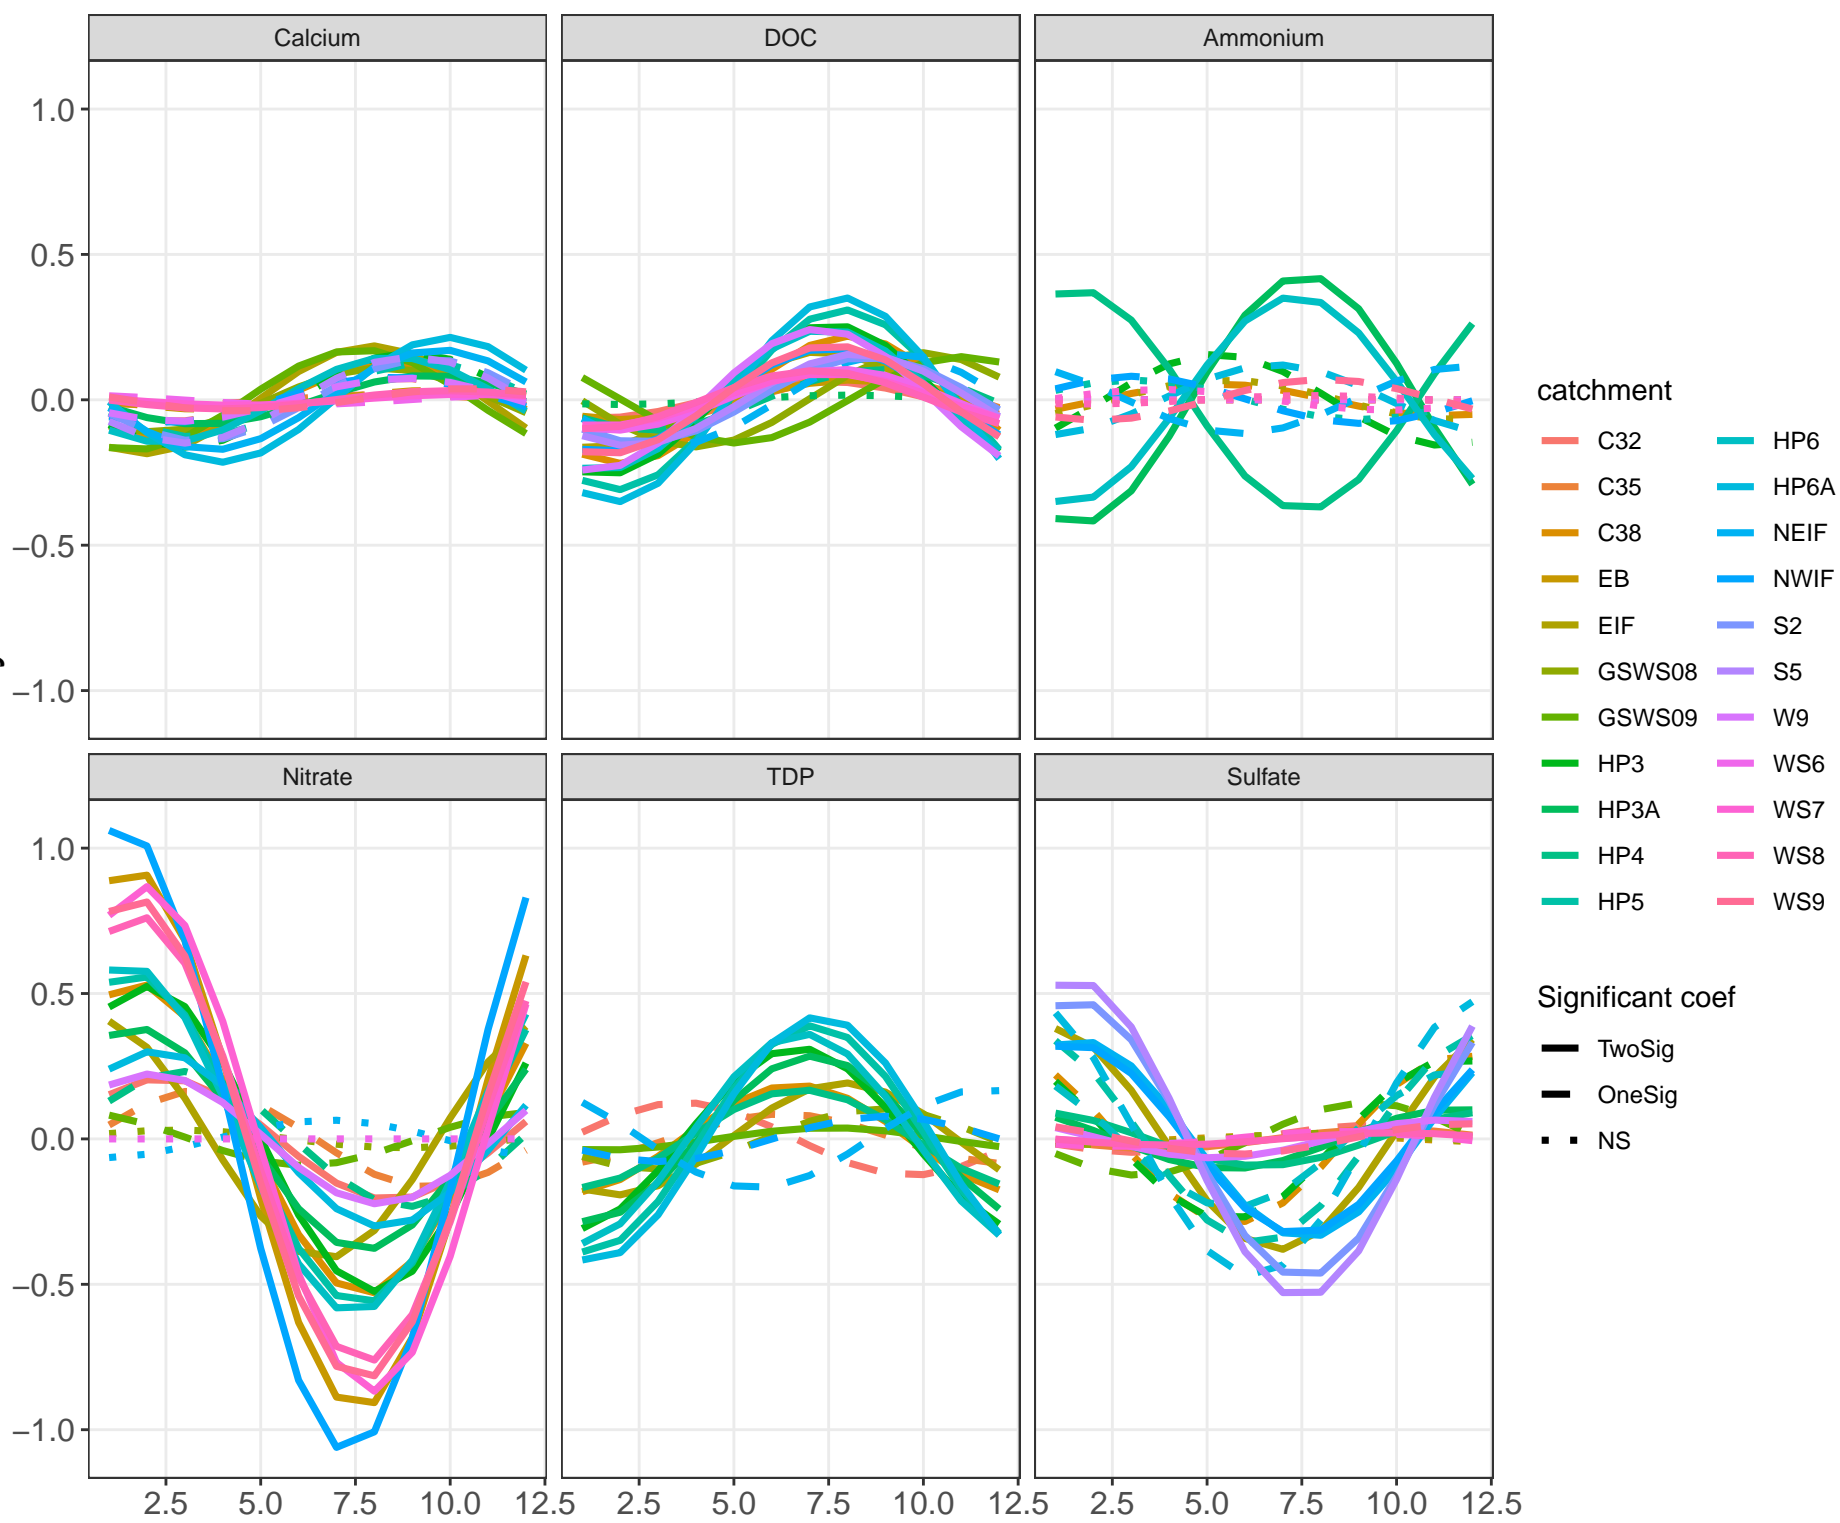 Calcium DOC Ammonium
1.0
0.5
0.0
−0.5
−1.0
Nitrate TDP Sulfate
1.0
0.5
0.0
−0.5
−1.0
2.5 5.0 7.5 10.0 12.5 2.5 5.0 7.5 10.0 12.5 2.5 5.0 7.5 10.0 12.5
catchment
C32 HP6
C35 HP6A
C38 NEIF
EB NWIF
EIF S2
GSWS08 S5
GSWS09 W9
HP3 WS6
HP3A WS7
HP4 WS8
HP5 WS9
Significant coef
TwoSig
OneSig
NS